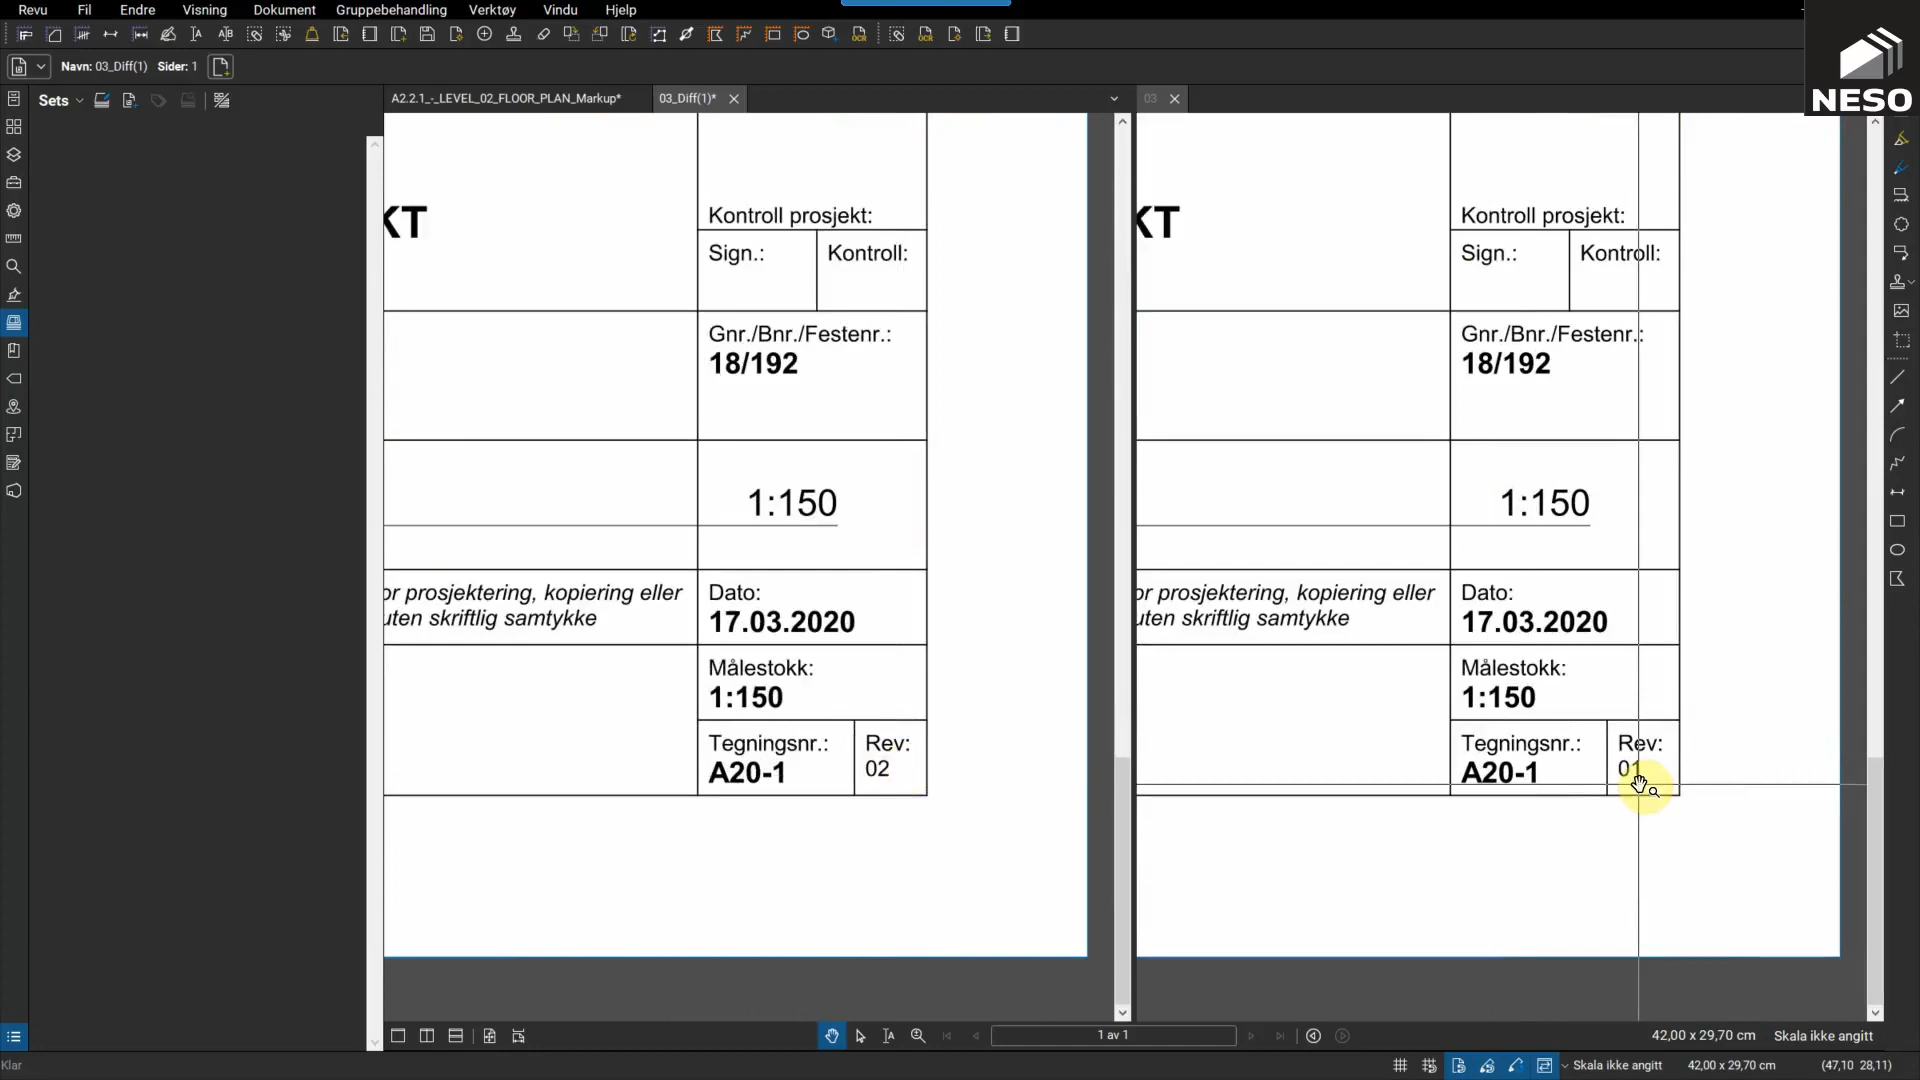 Revu Fil Endre Visning Dokument Gruppebehandling Verktøy Vindu Hjelp
NESO
Navn: 03_Diff(1) Sider: 1
Sets
A2.2.1_-_LEVEL_02_FLOOR_PLAN_Markup*
03_Diff(1)*
03
KT
Kontroll prosjekt:
Sign.: Kontroll:
Gnr./Bnr./Festenr.:
18/192
1:150
or prosjektering, kopiering eller
uten skriftlig samtykke
Dato:
17.03.2020
Målestokk:
1:150
Tegningsnr.: Rev:
A20-1 02
KT
Kontroll prosjekt:
Sign.: Kontroll:
Gnr./Bnr./Festenr.:
18/192
1:150
or prosjektering, kopiering eller
uten skriftlig samtykke
Dato:
17.03.2020
Målestokk:
1:150
Tegningsnr.: Rev:
A20-1 01
1 av 1
42,00 x 29,70 cm Skala ikke angitt
Klar
Skala ikke angitt 42,00 x 29,70 cm (47,10 28,11)